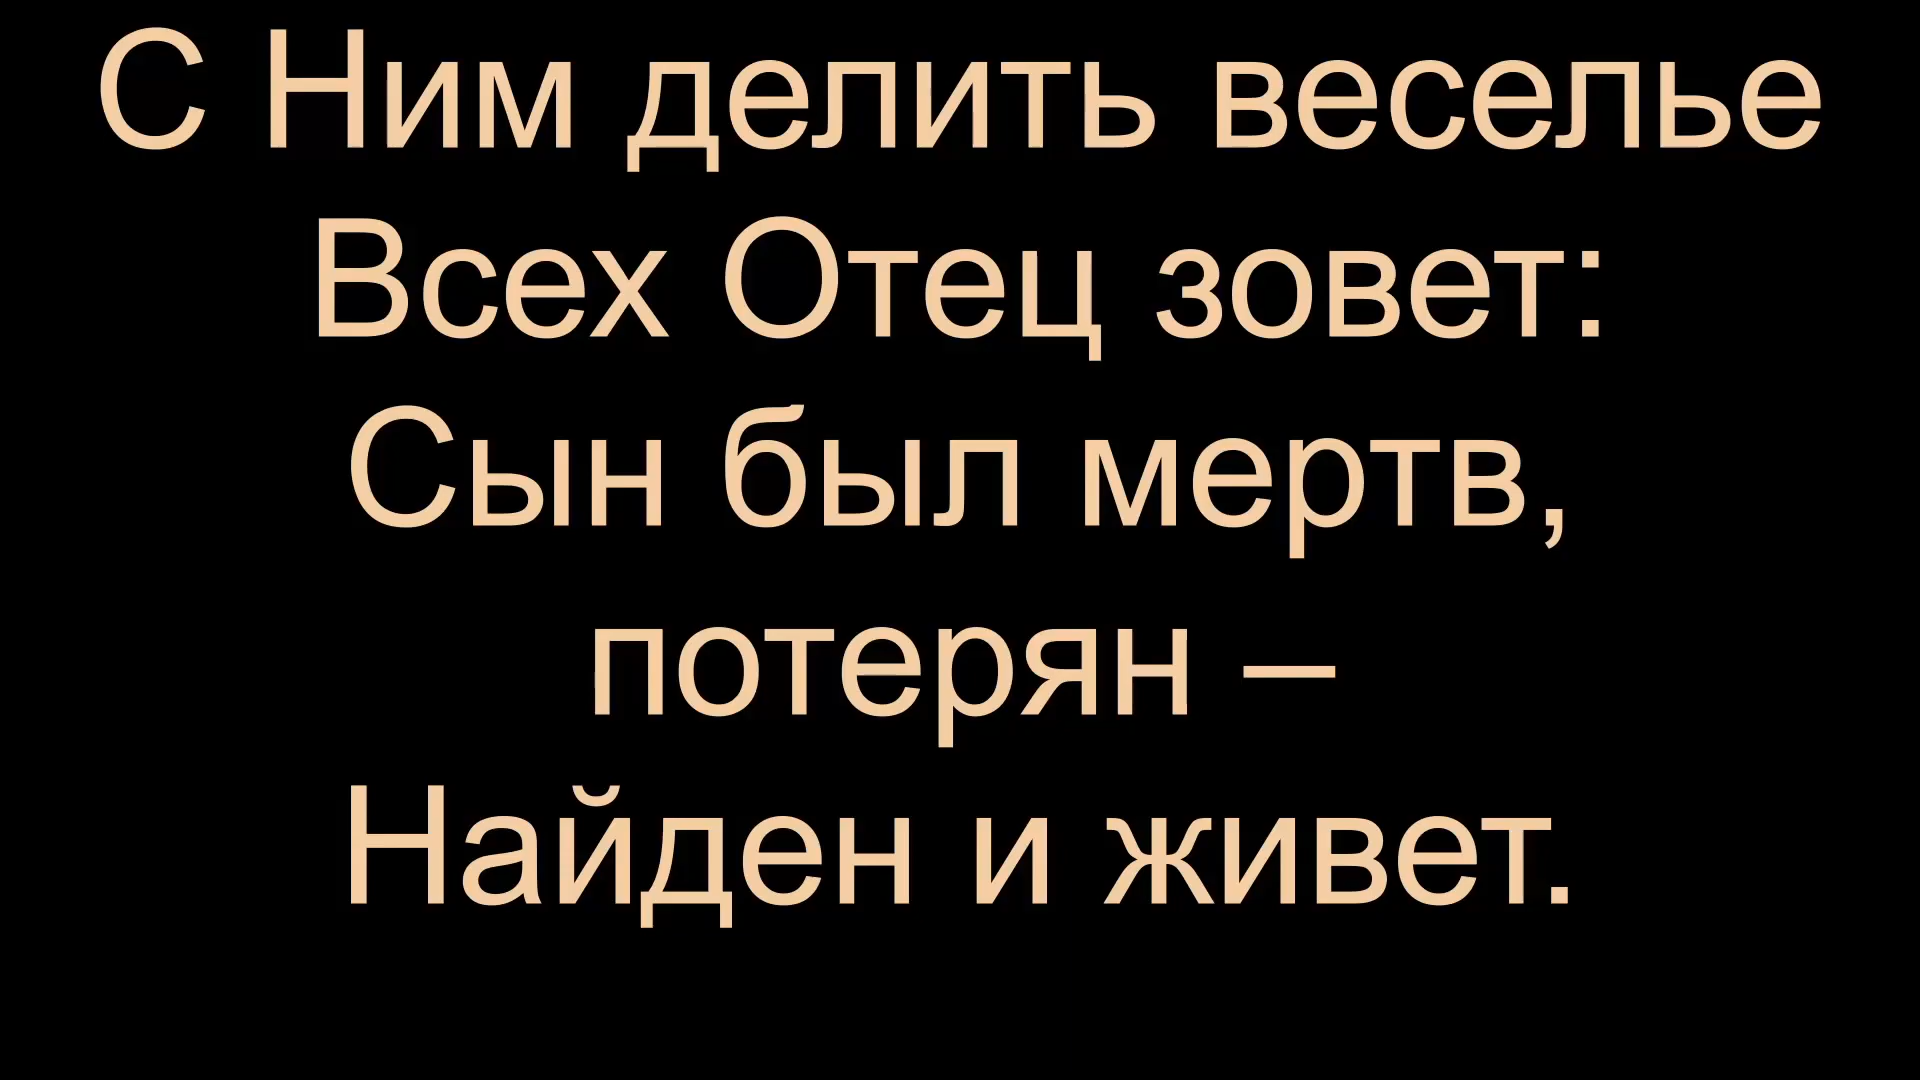 С Ним делить веселье
Всех Отец зовет:
Сын был мертв,
потерян –
Найден и живет.